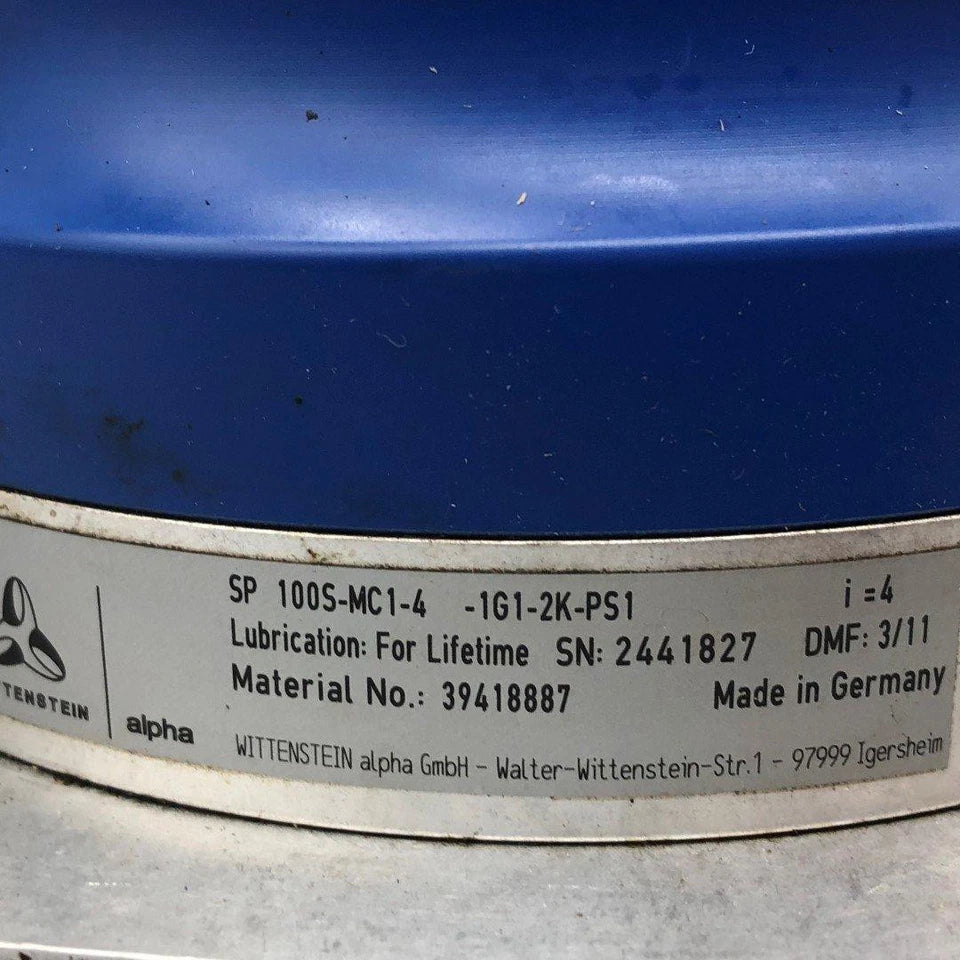 SP 100S-MC1-4 -1G1-2K-PS1 i =4
Lubrication: For Lifetime SN: 2441827 DMF: 3/11
Material No.: 39418887 Made in Germany
TENSTEIN alpha
WITTENSTEIN alpha GmbH - Walter-Wittenstein-Str.1 - 97999 Igersheim